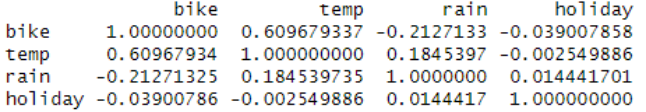 bike temp rain holiday
bike 1.00000000 0.609679337 -0.2127133 -0.039007858
temp 0.60967934 1.000000000 0.1845397 -0.002549886
rain -0.21271325 0.184539735 1.0000000 0.014441701
holiday -0.03900786 -0.002549886 0.0144417 1.000000000